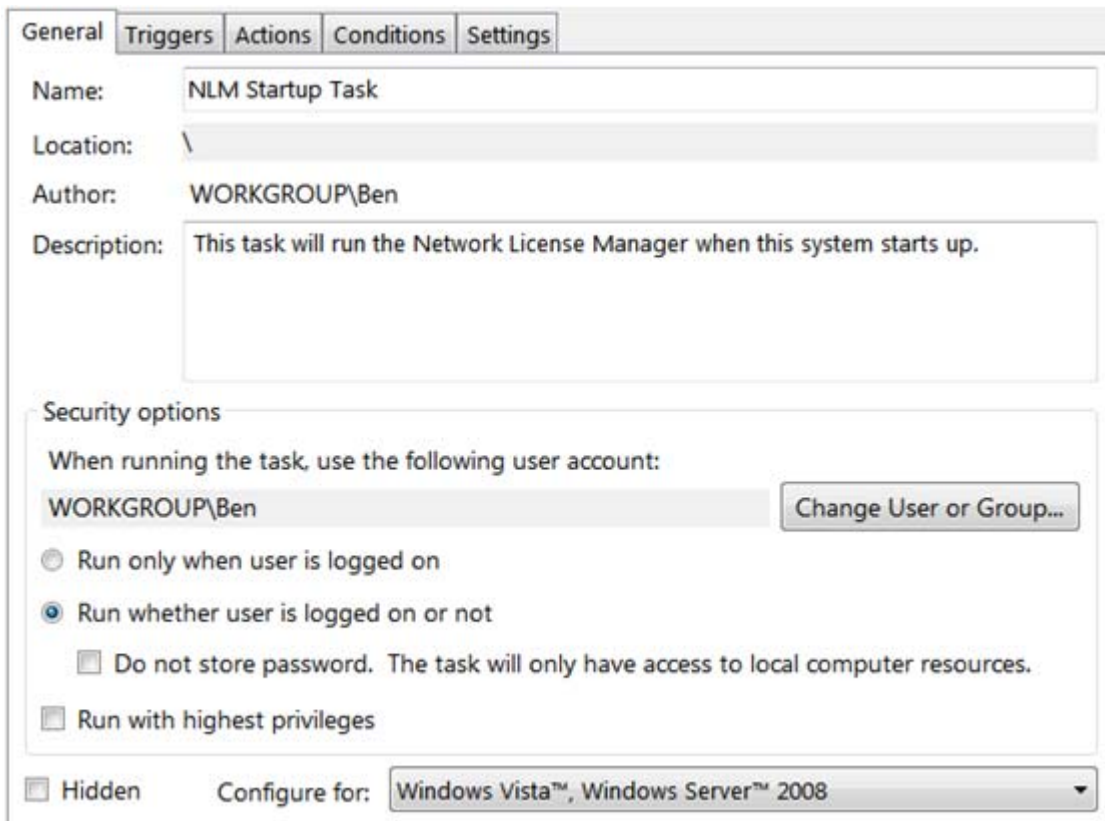 General Triggers Actions Conditions Settings
Name: NLM Startup Task
Location: \
Author: WORKGROUP\Ben
Description: This task will run the Network License Manager when this system starts up.
Security options
When running the task, use the following user account:
WORKGROUP\Ben Change User or Group...
Run only when user is logged on
Run whether user is logged on or not
Do not store password. The task will only have access to local computer resources.
Run with highest privileges
Hidden Configure for: Windows Vista™, Windows Server™ 2008